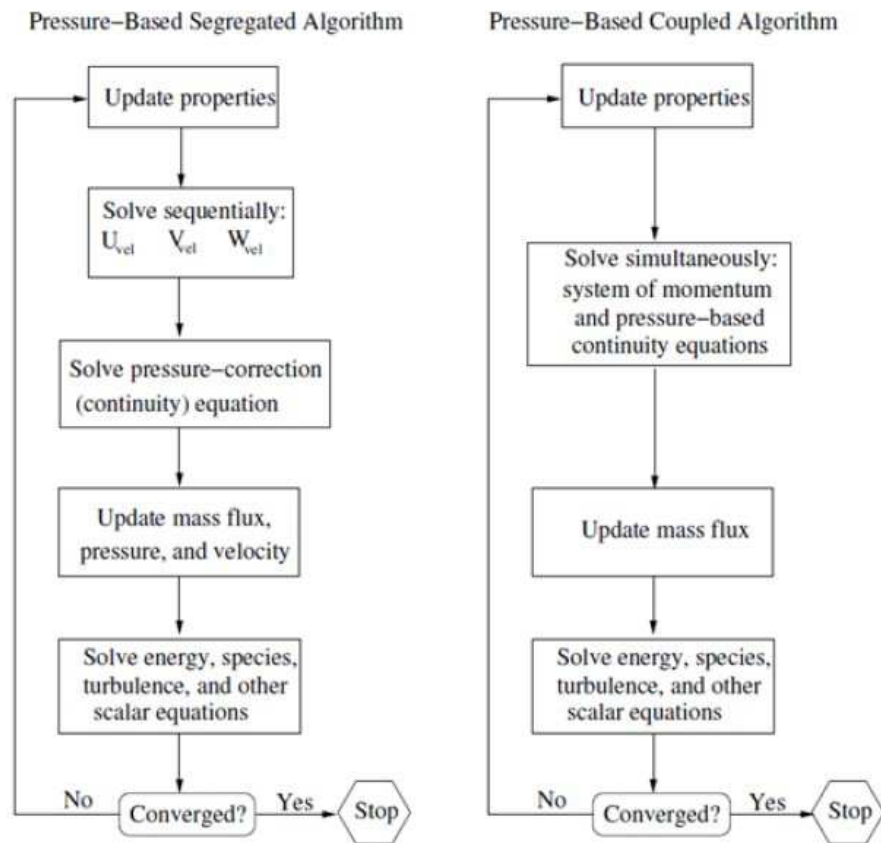 Pressure−Based Segregated Algorithm
Update properties
Solve sequentially:
Uvel Vvel Wvel
Solve pressure−correction
(continuity) equation
Update mass flux,
pressure, and velocity
Solve energy, species,
turbulence, and other
scalar equations
No
Converged?
Yes
Stop
Pressure−Based Coupled Algorithm
Update properties
Solve simultaneously:
system of momentum
and pressure−based
continuity equations
Update mass flux
Solve energy, species,
turbulence, and other
scalar equations
No
Converged?
Yes
Stop